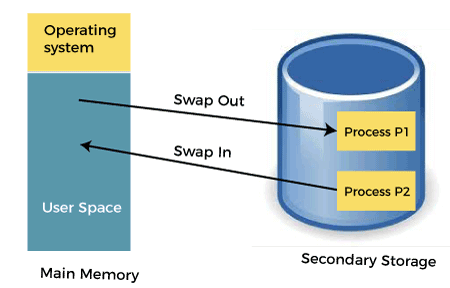 Operating
system
Swap Out
Process P1
Swap In
Process P2
User Space
Secondary Storage
Main Memory